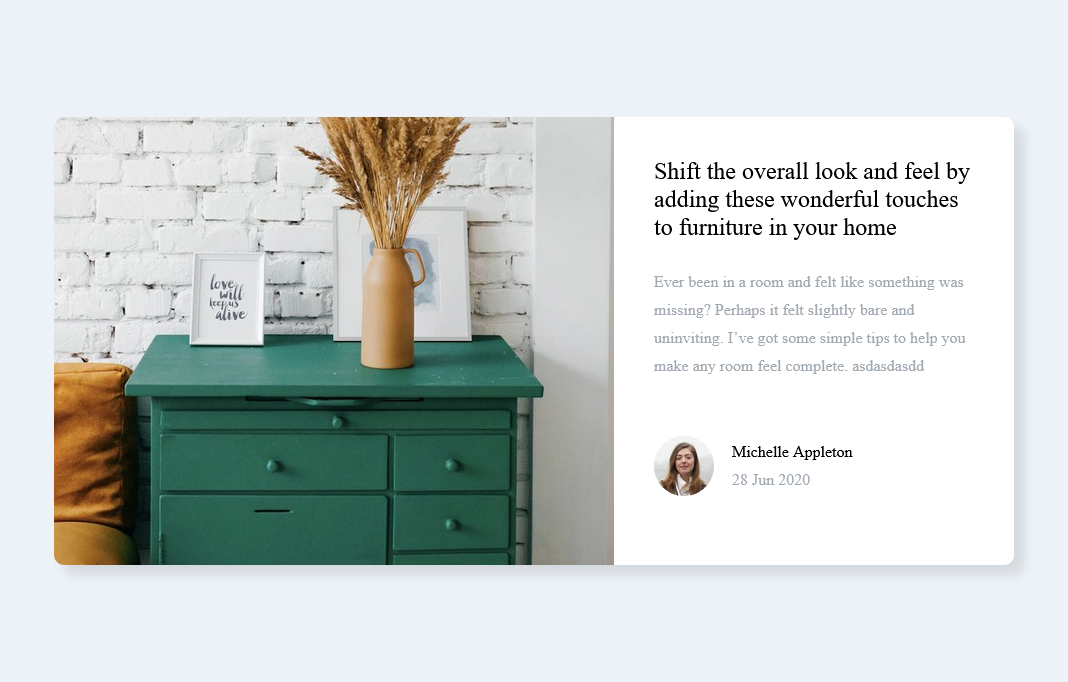 love
will
keep us
alive
Shift the overall look and feel by
adding these wonderful touches
to furniture in your home
Ever been in a room and felt like something was
missing? Perhaps it felt slightly bare and
uninviting. I’ve got some simple tips to help you
make any room feel complete. asdasdasdd
Michelle Appleton
28 Jun 2020